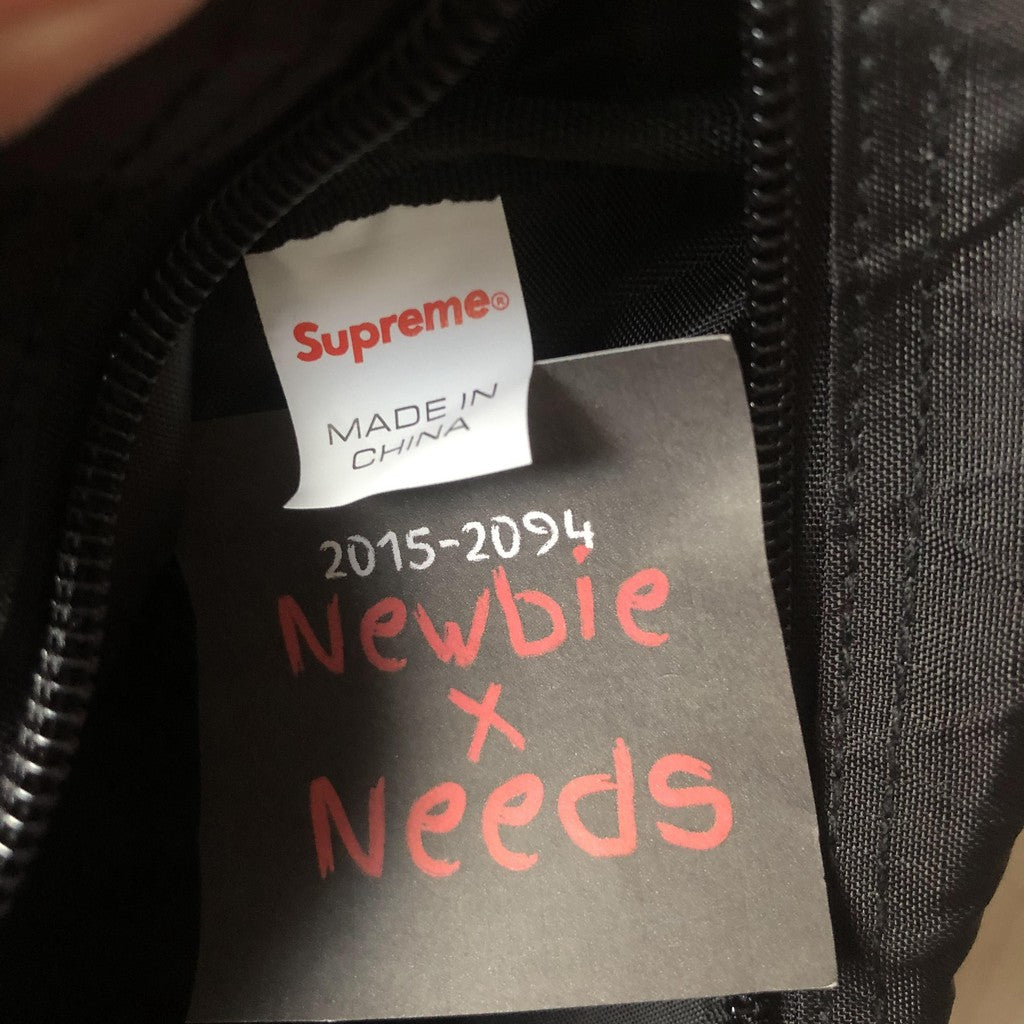 Supreme®
MADE IN
CHINA
2015-2094
Newbie
x
Needs